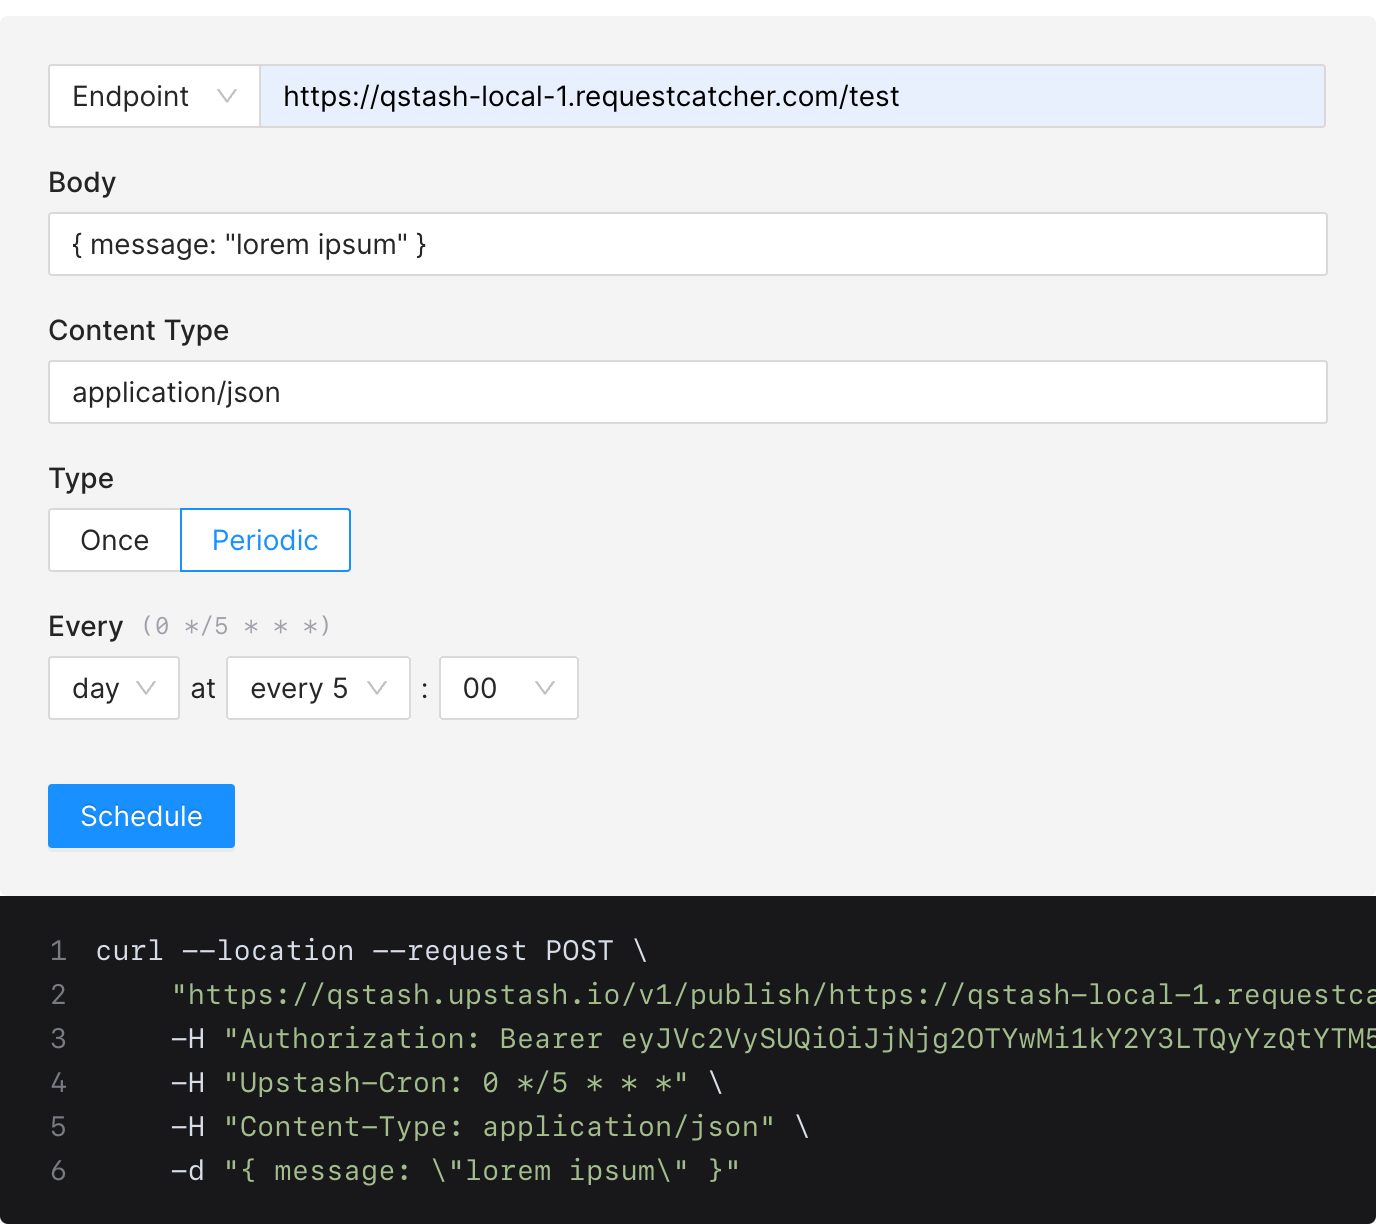 Endpoint https://qstash-local-1.requestcatcher.com/test
Body
{ message: "lorem ipsum" }
Content Type
application/json
Type
Once Periodic
Every (0 */5 * * *)
day at every 5 : 00
Schedule
1 curl --location --request POST \
2 "https://qstash.upstash.io/v1/publish/https://qstash-local-1.requestca
3 -H "Authorization: Bearer eyJVc2VySUQiOiJjNjg2OTYwMi1kY2Y3LTQyYzQtYTM5
4 -H "Upstash-Cron: 0 */5 * * *" \
5 -H "Content-Type: application/json" \
6 -d "{ message: \"lorem ipsum\" }"